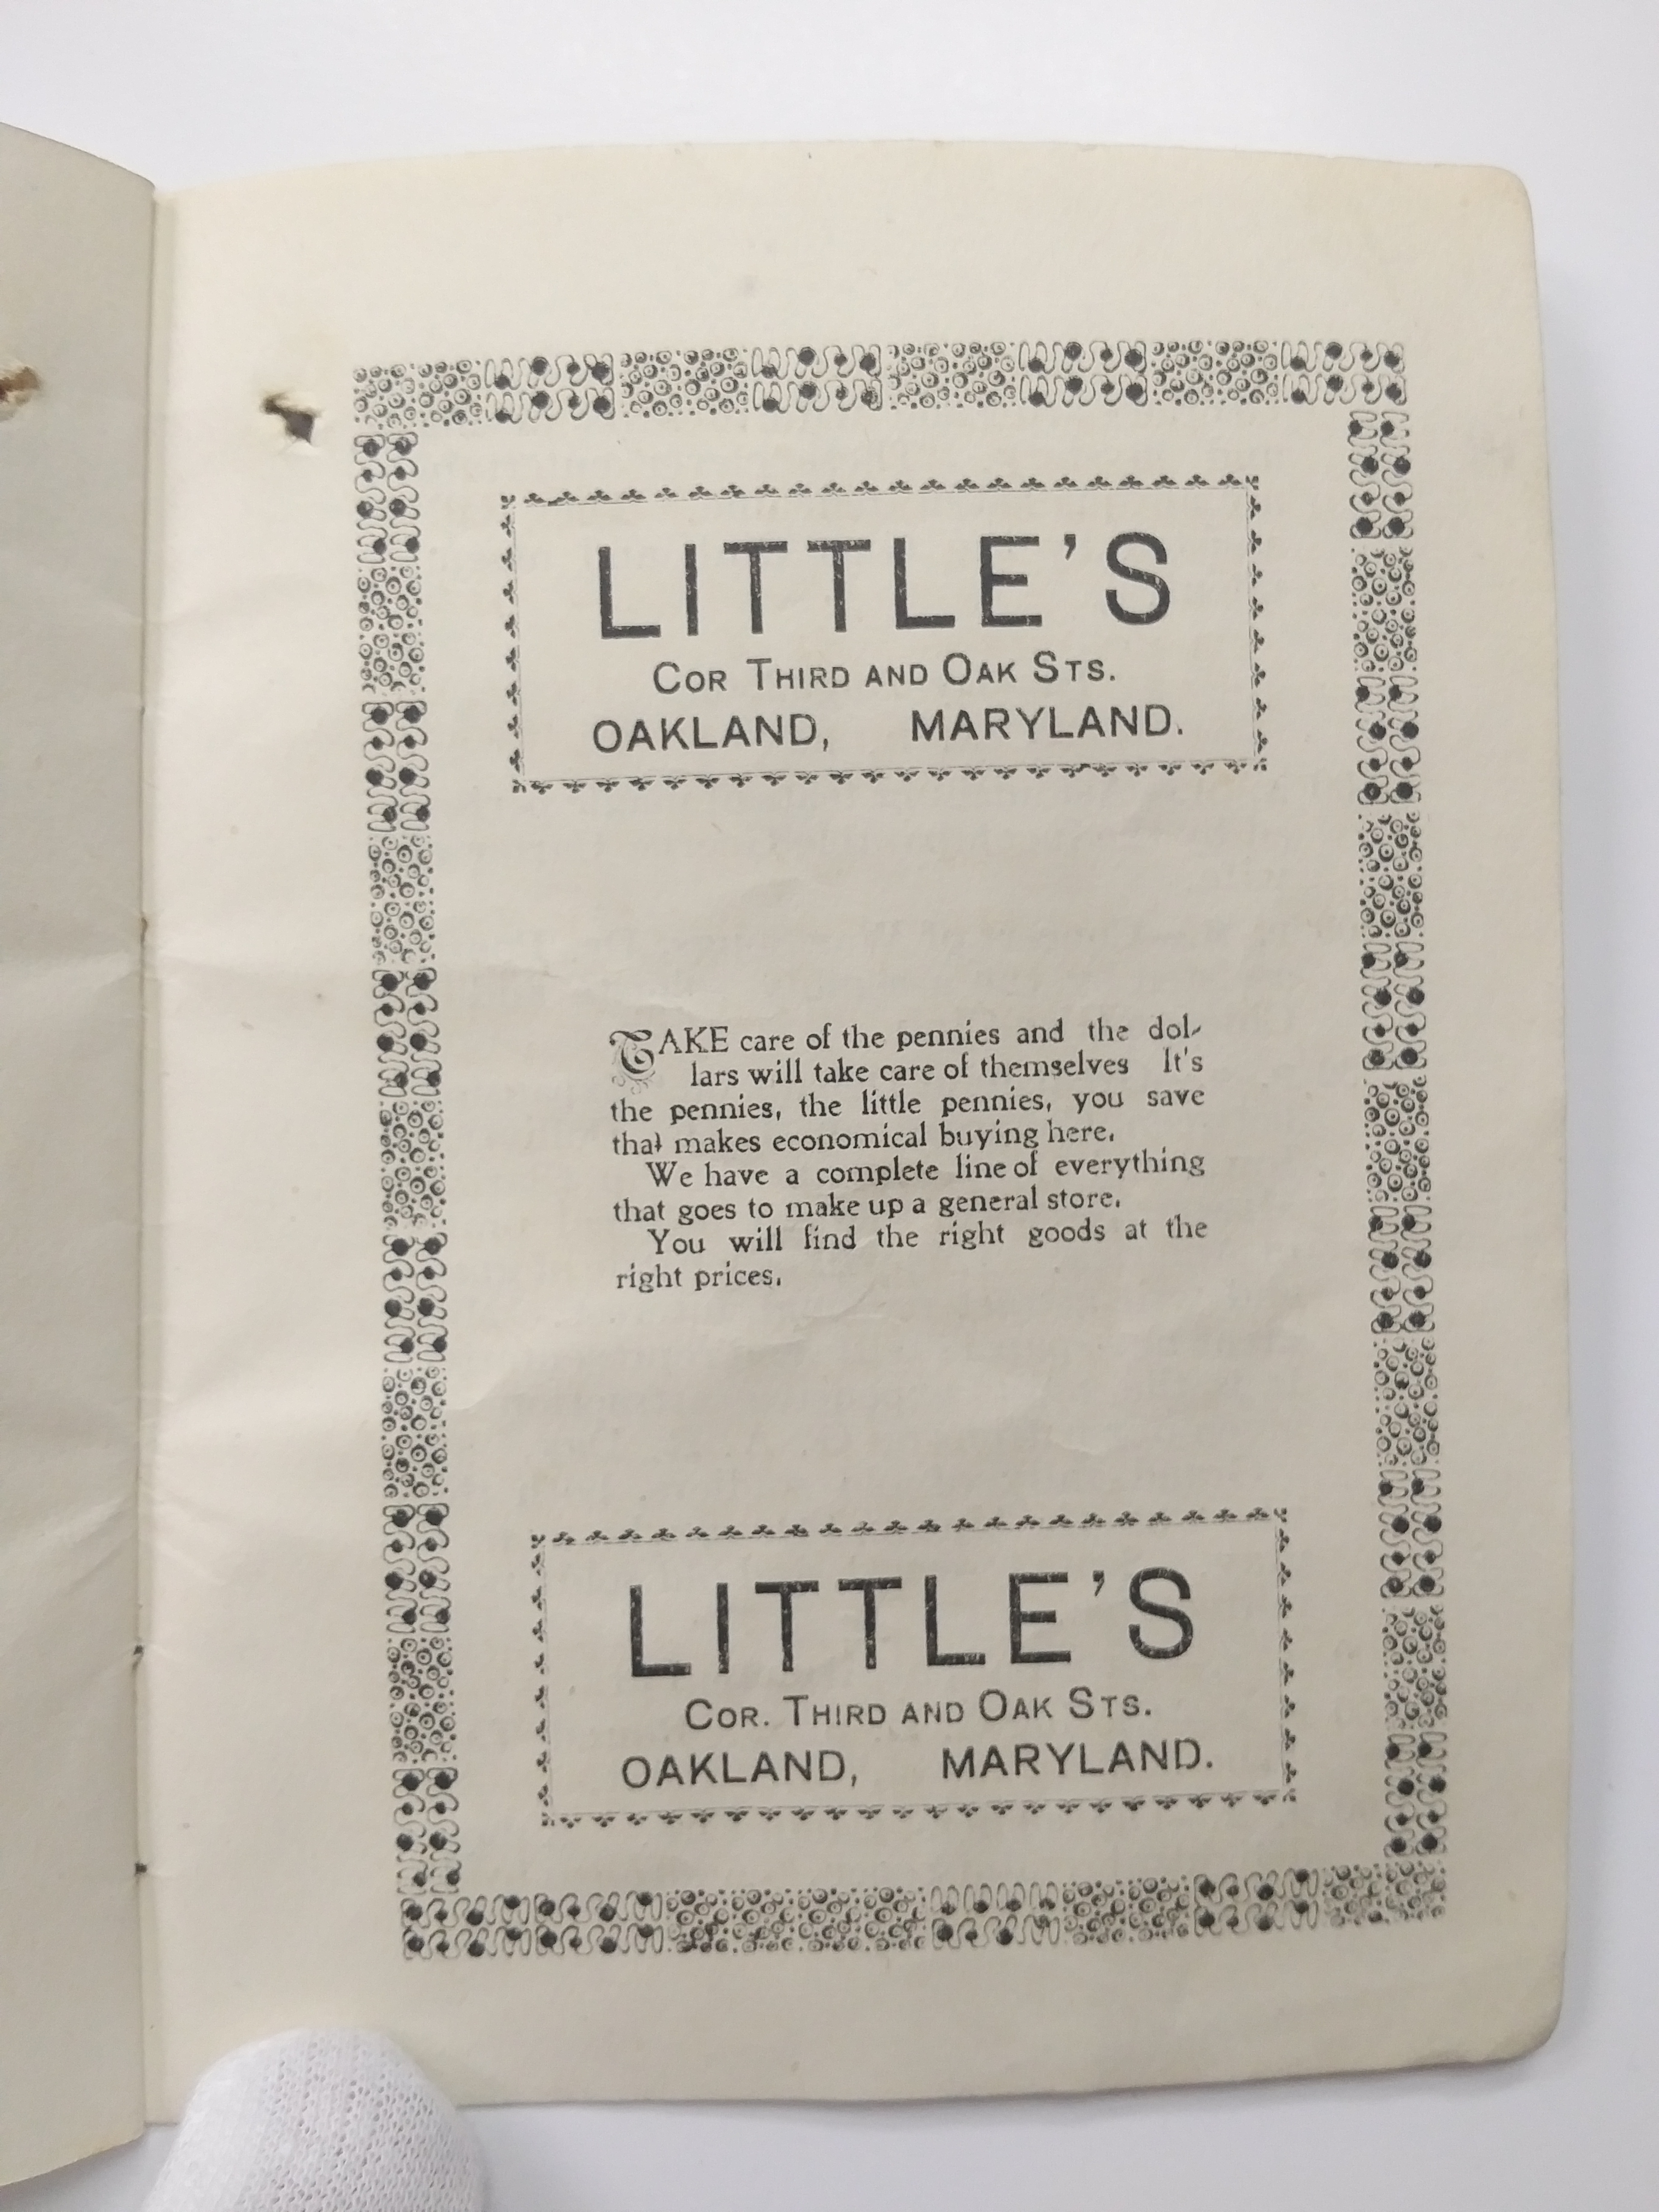 LITTLE'S
COR THIRD AND OAK STS.
OAKLAND, MARYLAND.
TAKE care of the pennies and the dol-
lars will take care of themselves It's
the pennies, the little pennies, you save
that makes economical buying here.
We have a complete line of everything
that goes to make up a general store.
You will find the right goods at the
right prices.
LITTLE'S
COR. THIRD AND OAK STS.
OAKLAND, MARYLAND.